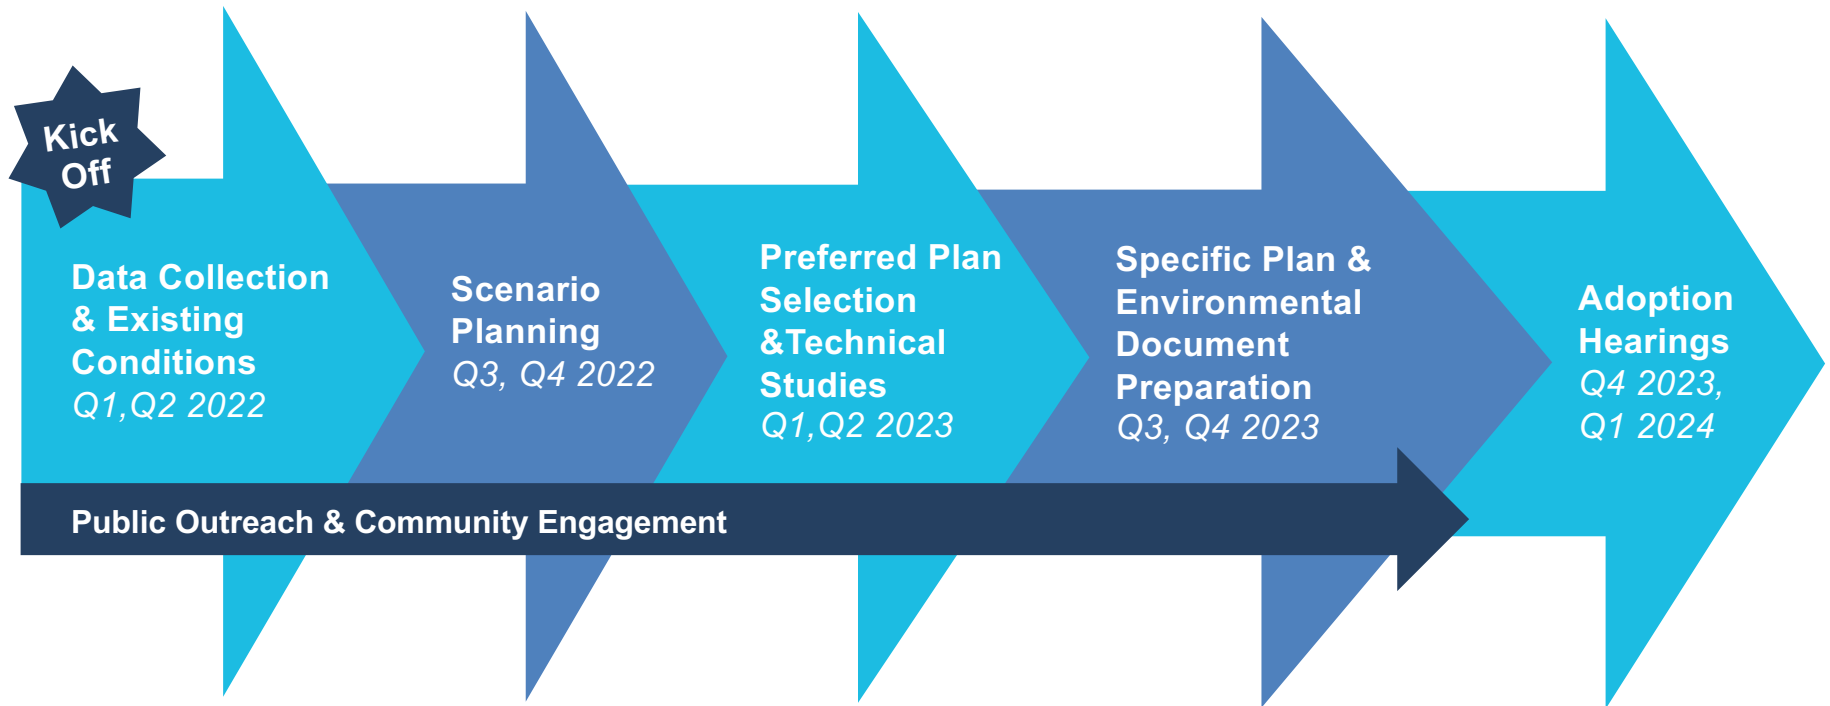 Kick
Off
Data Collection
& Existing
Conditions
Q1,Q2 2022
Scenario
Planning
Q3, Q4 2022
Preferred Plan
Selection
&Technical
Studies
Q1,Q2 2023
Specific Plan &
Environmental
Document
Preparation
Q3, Q4 2023
Adoption
Hearings
Q4 2023,
Q1 2024
Public Outreach & Community Engagement